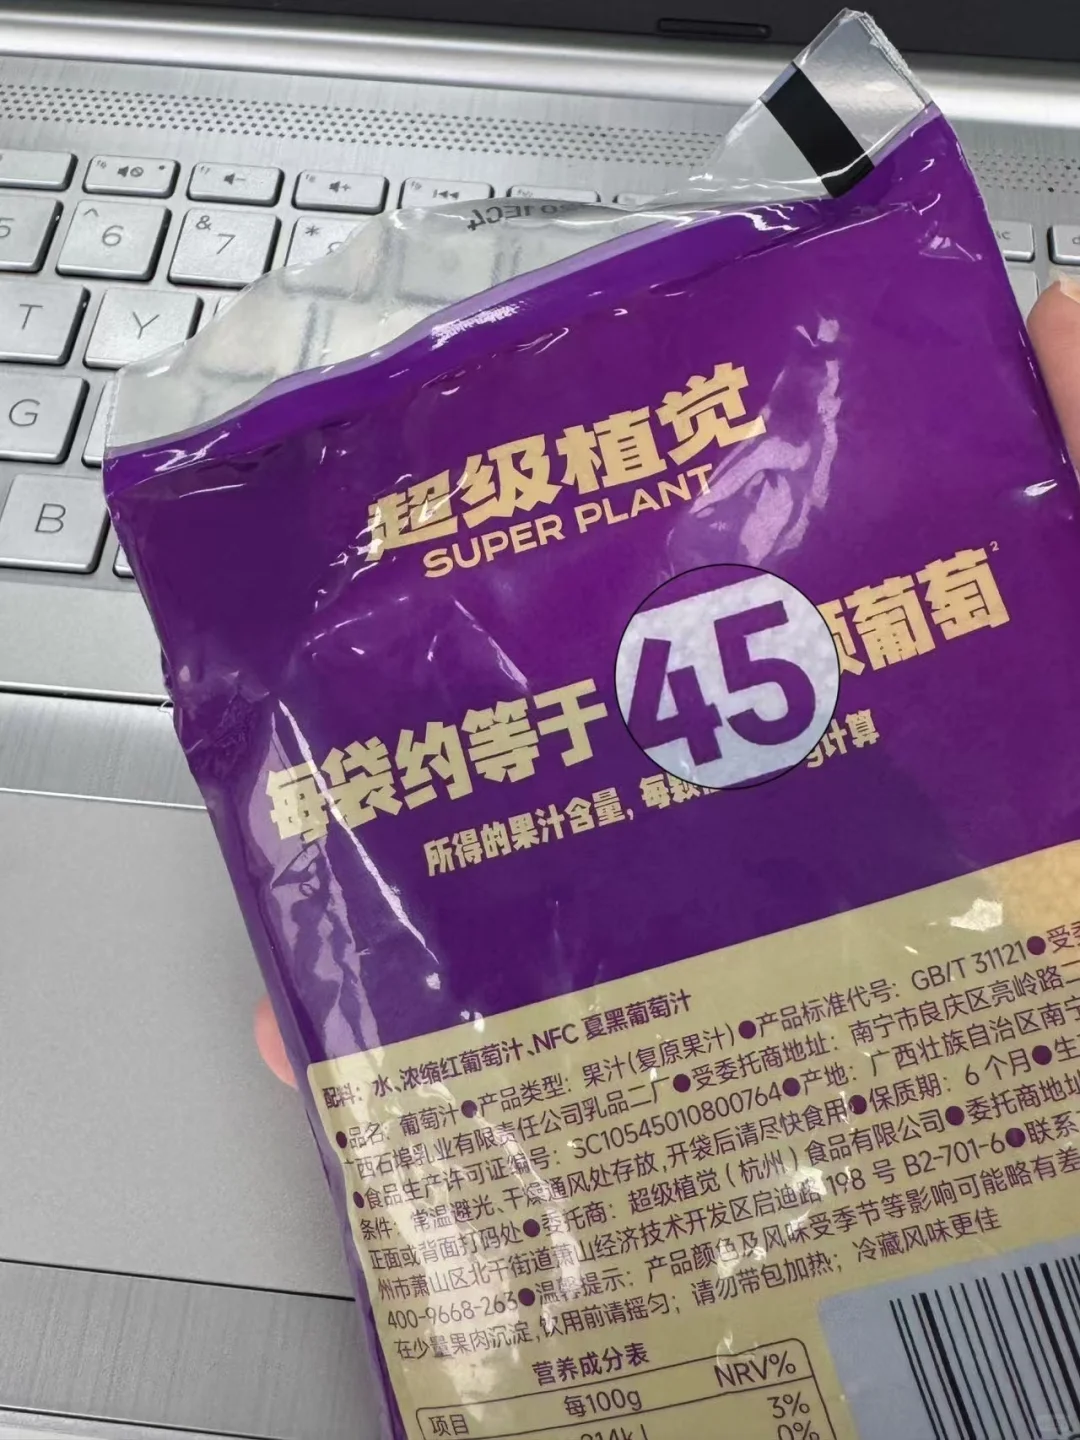 5
^
6
&
7
*
T
Y
G
B
超级植觉
SUPER PLANT
每袋约等于45颗葡萄²
所得的果汁含量,每颗 g计算
配料:水、浓缩红葡萄汁、NFC 夏黑葡萄汁
●品名:葡萄汁●产品类型:果汁(复原果汁)●产品标准代号:GB/T 31121●受委
西石埠乳业有限责任公司乳品二厂●受委托商地址:南宁市良庆区亮岭路二
●食品生产许可证编号:SC10545010800764●产地:广西壮族自治区南宁
条件:常温避光、干燥通风处存放,开袋后请尽快食用●保质期:6个月●生
正面或背面打码处●委托商:超级植觉(杭州)食品有限公司●委托商地址
州市萧山区北干街道萧山经济技术开发区启迪路198号 B2-701-6●联系
400-9668-263●温馨提示:产品颜色及风味受季节等影响可能略有差
在少量果肉沉淀,饮用前请摇匀;请勿带包加热;冷藏风味更佳
营养成分表
项目 每100g NRV%
214kJ 3%
0%